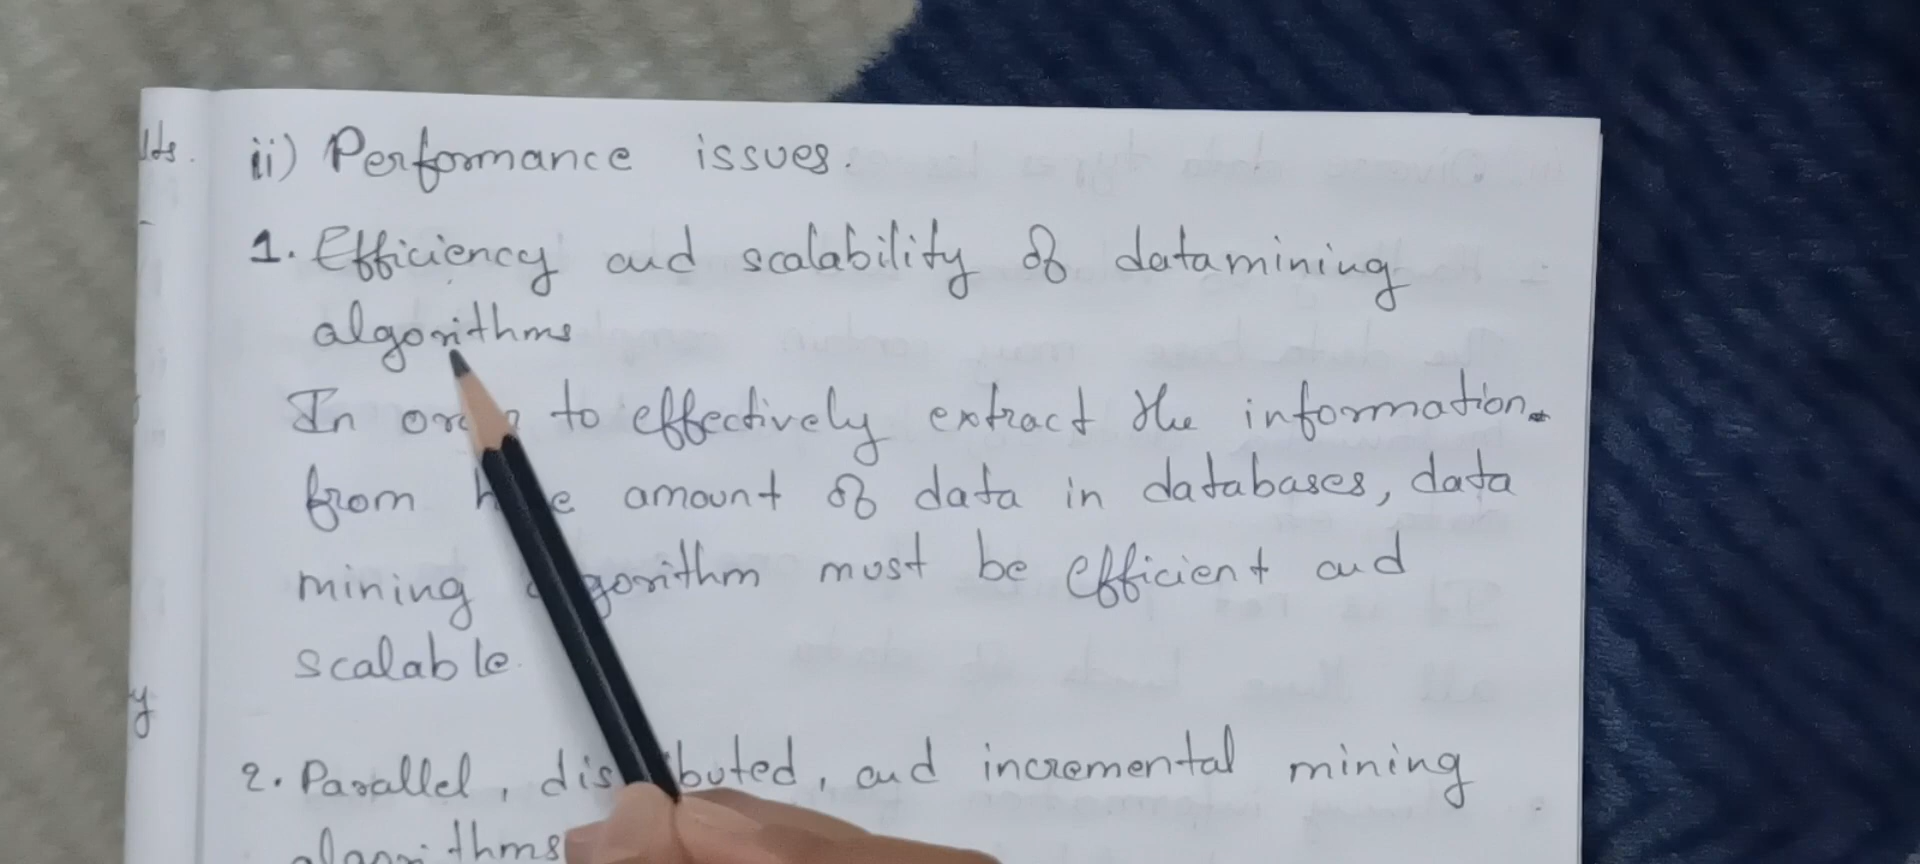 ii) Performance issues.
1. Efficiency and scalability of datamining
algorithms
In to effectively extract the information
from amount of data in databases, data
mining must be efficient and
scalable.
2. Parallel, and incremental mining
algorithms